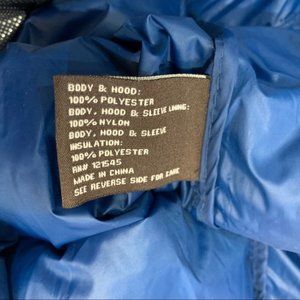 BODY & HOOD:
100% POLYESTER
BODY, HOOD & SLEEVE LINING:
100% NYLON
BODY, HOOD & SLEEVE
INSULATION:
100% POLYESTER
RN# 121545
MADE IN CHINA
SEE REVERSE SIDE FOR CARE